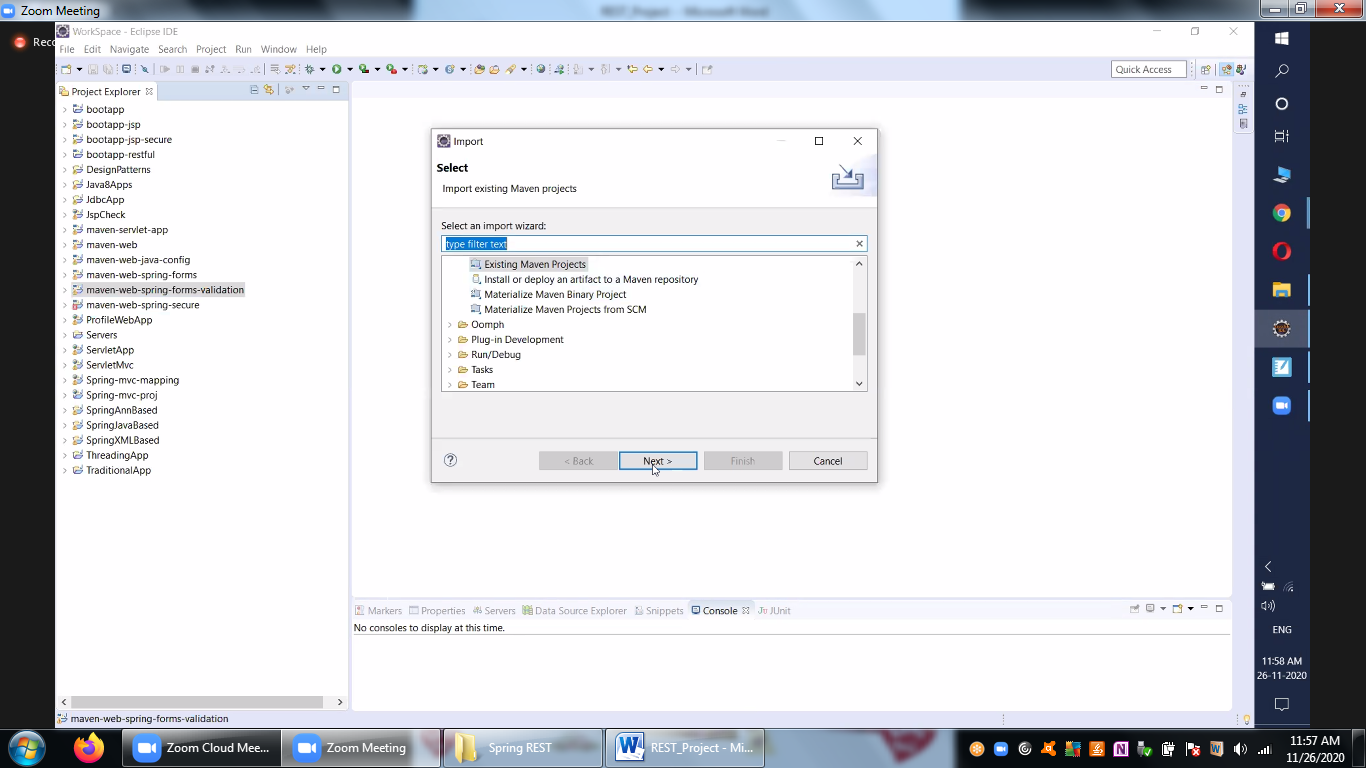 Zoom Meeting
REST_Project - Microsoft Word
WorkSpace - Eclipse IDE
File Edit Navigate Search Project Run Window Help
Quick Access
Project Explorer
bootapp
bootapp-jsp
bootapp-jsp-secure
bootapp-restful
DesignPatterns
Java8Apps
JdbcApp
JspCheck
maven-servlet-app
maven-web
maven-web-java-config
maven-web-spring-forms
maven-web-spring-forms-validation
maven-web-spring-secure
ProfileWebApp
Servers
ServletApp
ServletMvc
Spring-mvc-mapping
Spring-mvc-proj
SpringAnnBased
SpringJavaBased
SpringXMLBased
ThreadingApp
TraditionalApp
Import
Select
Import existing Maven projects
Select an import wizard:
type filter text
Existing Maven Projects
Install or deploy an artifact to a Maven repository
Materialize Maven Binary Project
Materialize Maven Projects from SCM
Oomph
Plug-in Development
Run/Debug
Tasks
Team
< Back Next > Finish Cancel
Markers Properties Servers Data Source Explorer Snippets Console JUnit
No consoles to display at this time.
ENG
11:58 AM
26-11-2020
maven-web-spring-forms-validation
Zoom Cloud Mee... Zoom Meeting Spring REST REST_Project - Mi...
11:57 AM
11/26/2020